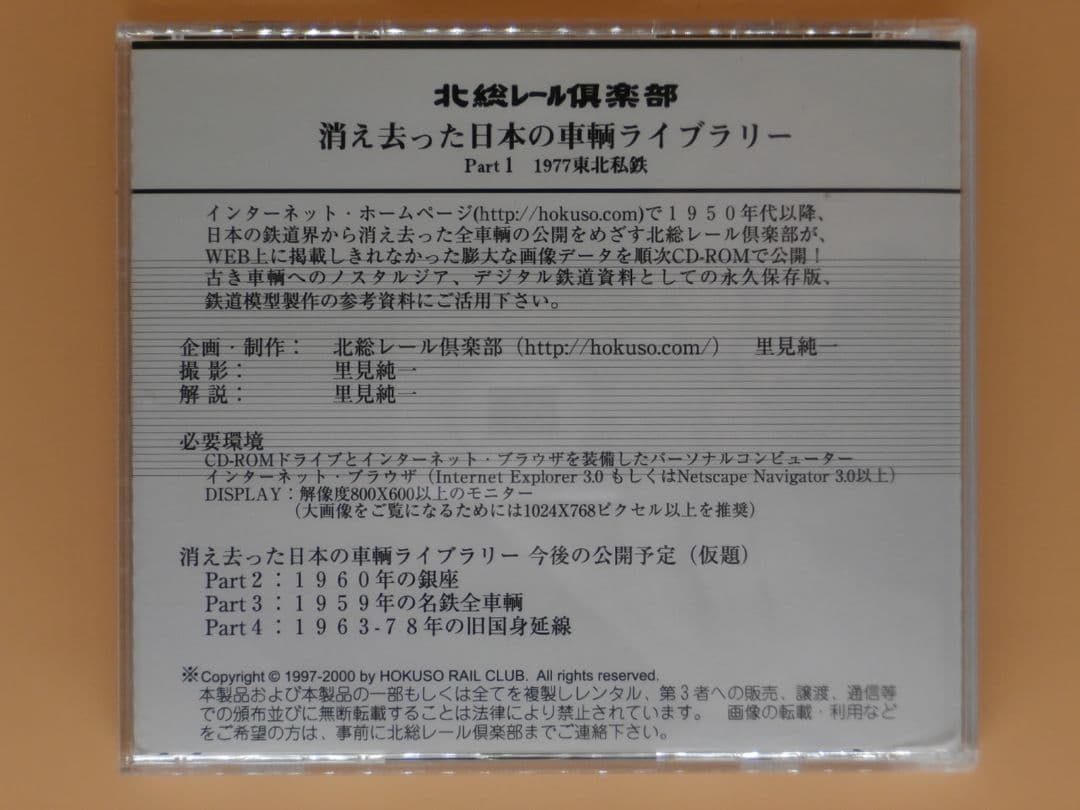 北総レール倶楽部
消え去った日本の車輌ライブラリー
Part 1　1977東北私鉄
インターネット・ホームページ(http://hokuso.com)で１９５０年代以降、
日本の鉄道界から消え去った全車輌の公開をめざす北総レール倶楽部が、
WEB上に掲載しきれなかった膨大な画像データを順次CD-ROMで公開！
古き車輌へのノスタルジア、デジタル鉄道資料としての永久保存版、
鉄道模型製作の参考資料にご活用下さい。
企画・制作：　北総レール倶楽部（http://hokuso.com/）　里見純一
撮 影：　里見純一
解 説：　里見純一
必要環境
CD-ROMドライブとインターネット・ブラウザを装備したパーソナルコンピューター
インターネット・ブラウザ（Internet Explorer 3.0 もしくはNetscape Navigator 3.0以上）
DISPLAY：解像度800X600以上のモニター
（大画像をご覧になるためには1024X768ピクセル以上を推奨）
消え去った日本の車輌ライブラリー 今後の公開予定（仮題）
Part２：１９６０年の銀座
Part３：１９５９年の名鉄全車輌
Part４：１９６３-７８年の旧国身延線
※Copyright © 1997-2000 by HOKUSO RAIL CLUB. All rights reserved.
本製品および本製品の一部もしくは全てを複製しレンタル、第３者への販売、譲渡、通信等
での頒布並びに無断転載することは法律により禁止されています。　画像の転載・利用など
をご希望の方は、事前に北総レール倶楽部までご連絡下さい。